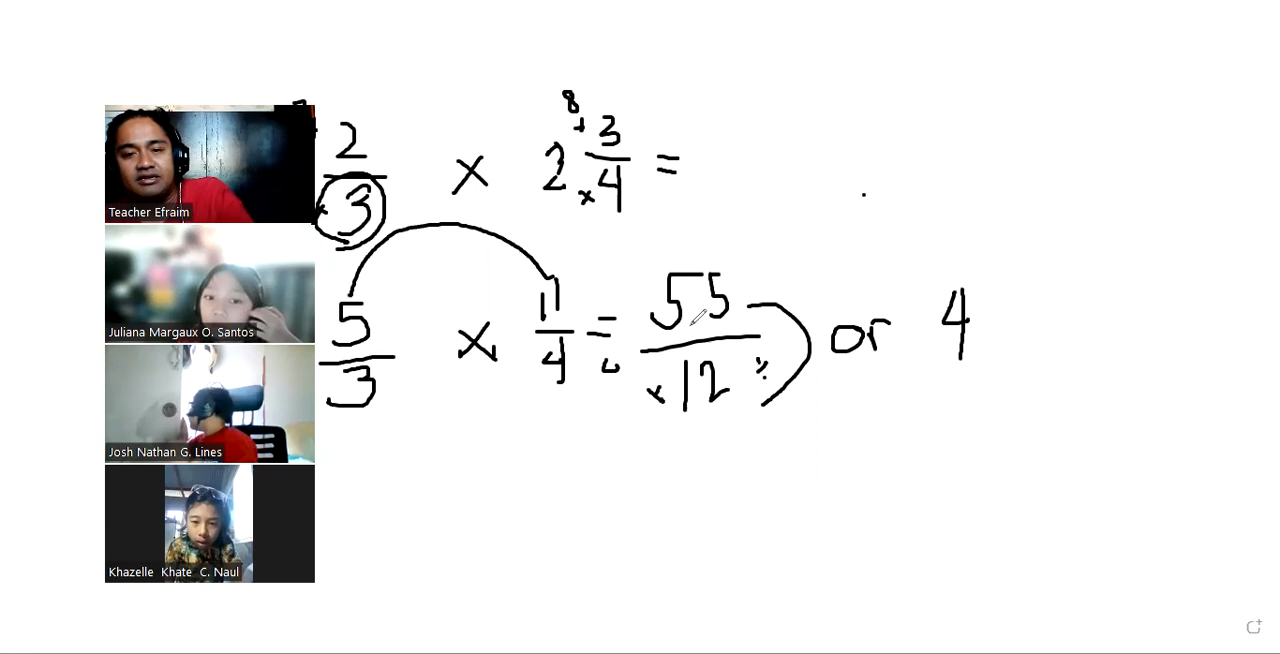 8
2 + 3
× 2 =
× 3 × 4
Teacher Efraim
5 11 55
× = or 4
3 4 × 12
Juliana Margaux O. Santos
Josh Nathan G. Lines
Khazelle Khate C. Naul